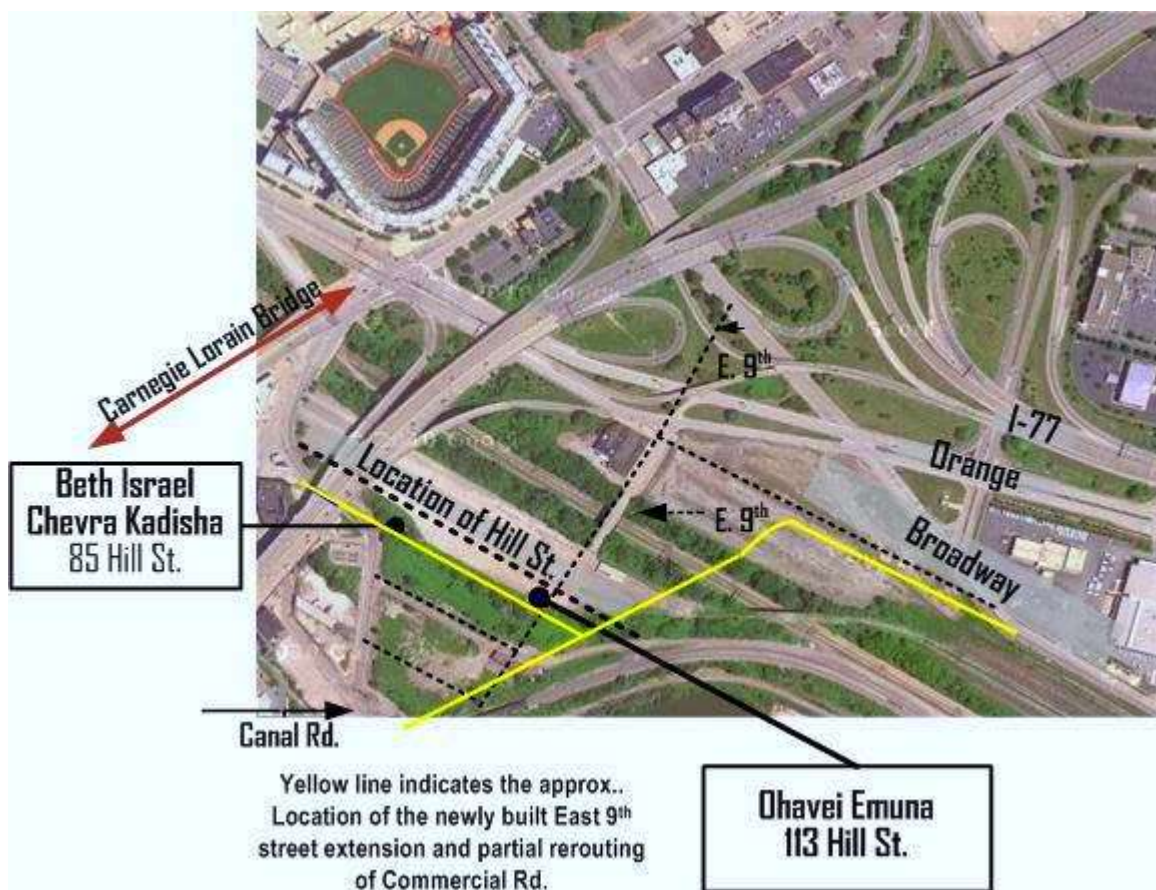 Carnegie Lorain Bridge
E. 9th
I-77
Orange
Beth Israel
Chevra Kadisha
85 Hill St.
Location of Hill St.
E. 9th
Broadway
Canal Rd.
Yellow line indicates the approx..
Location of the newly built East 9th
street extension and partial rerouting
of Commercial Rd.
Ohavei Emuna
113 Hill St.